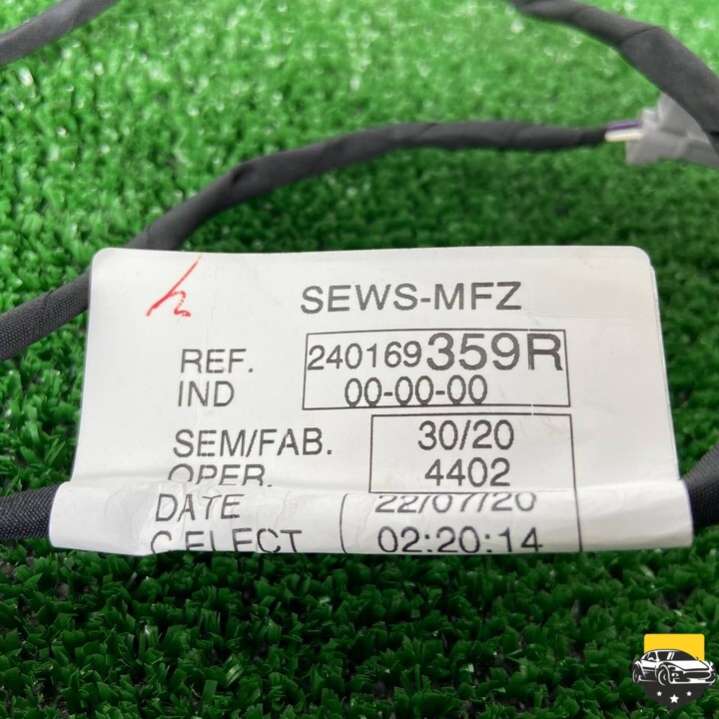 SEWS-MFZ
REF. 240169359R
IND 00-00-00
SEM/FAB. 30/20
OPER. 4402
DATE 22/07/20
C.ELECT 02:20:14